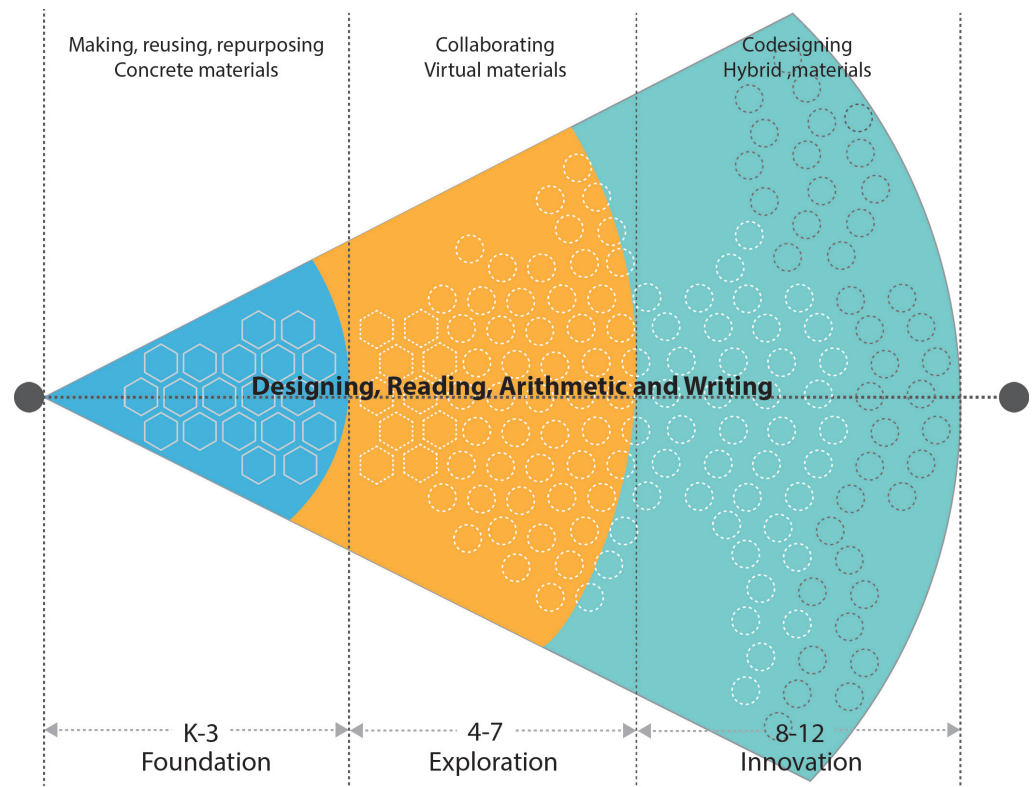 Making, reusing, repurposing
Concrete materials
Collaborating
Virtual materials
Codesigning
Hybrid ,materials
Designing, Reading, Arithmetic and Writing
K-3
Foundation
4-7
Exploration
8-12
Innovation